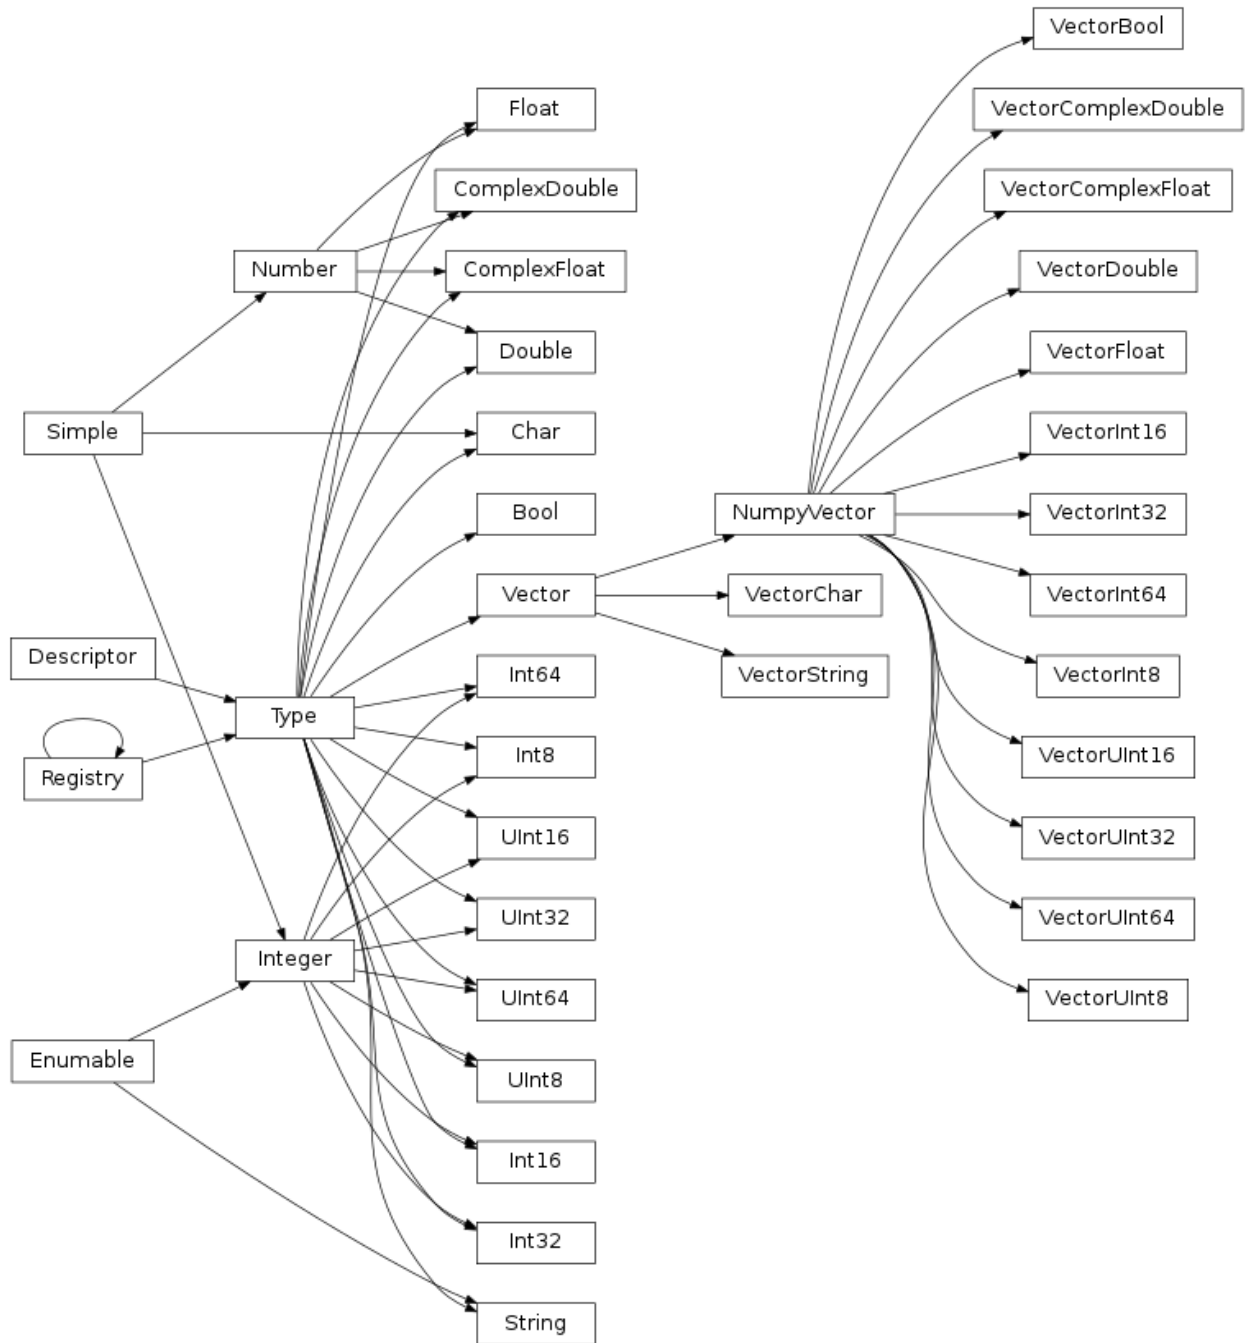 VectorBool
Float
VectorComplexDouble
ComplexDouble
VectorComplexFloat
Number
ComplexFloat
VectorDouble
Double
VectorFloat
Simple
Char
VectorInt16
Bool
NumpyVector
VectorInt32
Vector
VectorChar
VectorInt64
Descriptor
Int64
VectorString
VectorInt8
Type
Registry
Int8
VectorUInt16
UInt16
VectorUInt32
UInt32
VectorUInt64
Integer
UInt64
VectorUInt8
Enumable
UInt8
Int16
Int32
String